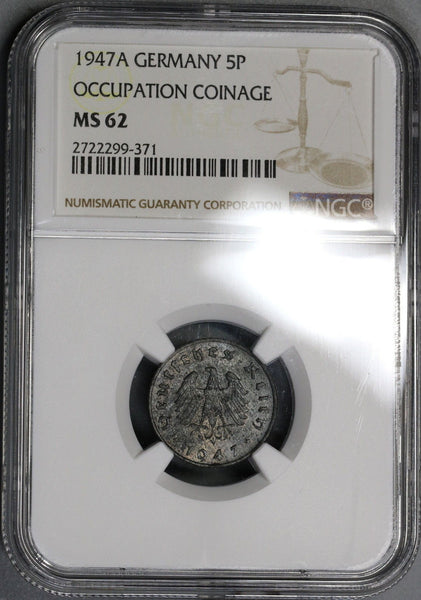 1947A GERMANY 5P
OCCUPATION COINAGE
MS 62
2722299-371
NUMISMATIC GUARANTY CORPORATION
NGC®
DEUTSCHES REICH
1947